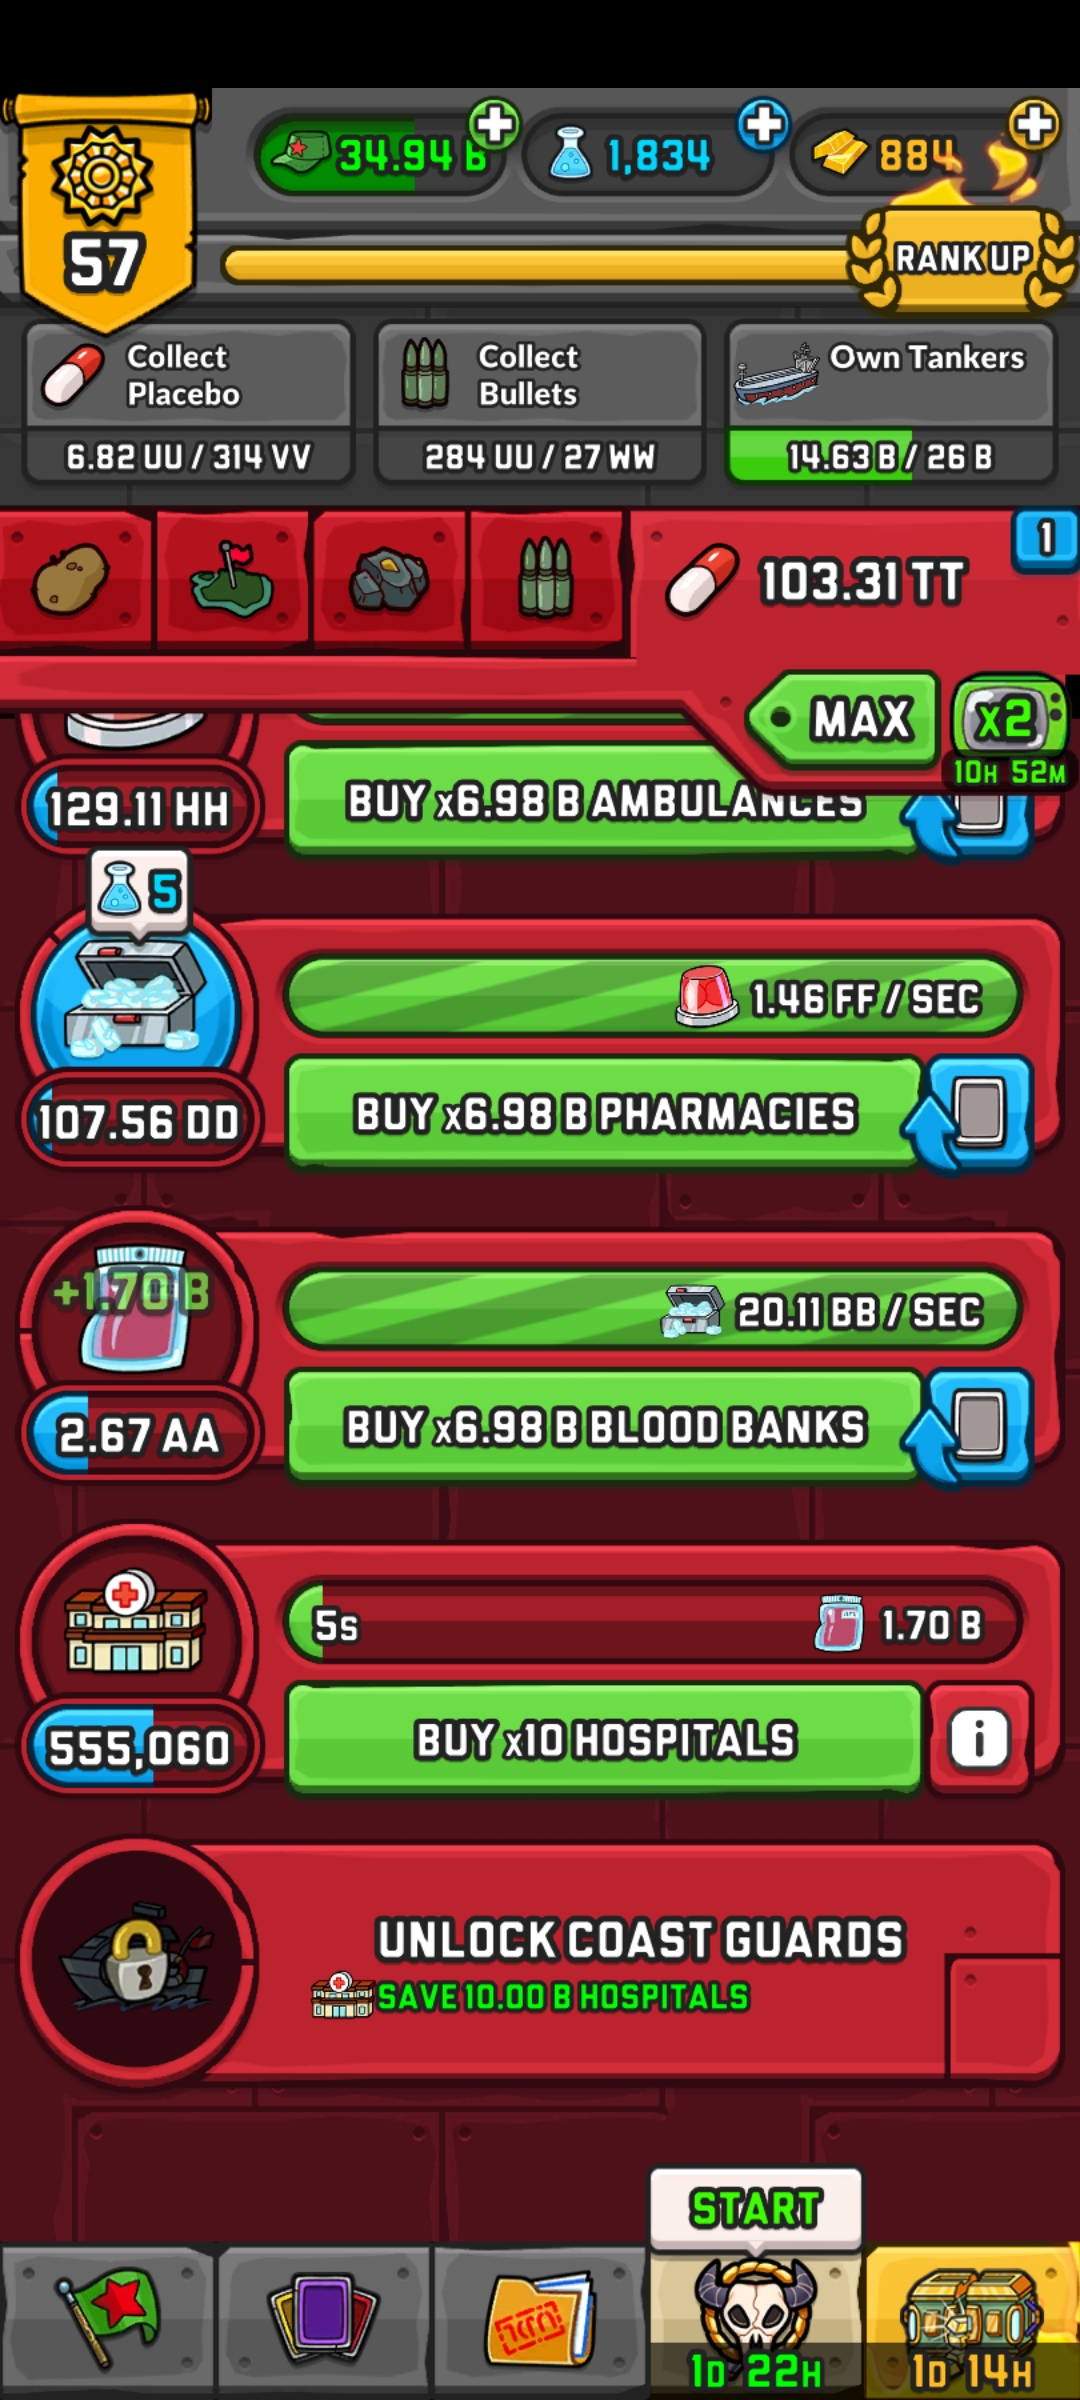 34.94 B
1,834
884
57
RANK UP
Collect
Placebo
6.82 UU / 314 VV
Collect
Bullets
284 UU / 27 WW
Own Tankers
14.63 B / 26 B
103.31 TT
1
MAX
x2
10H 52M
129.11 HH
BUY x6.98 B AMBULANCES
5
1.46 FF / SEC
107.56 DD
BUY x6.98 B PHARMACIES
+1.70 B
20.11 BB / SEC
2.67 AA
BUY x6.98 B BLOOD BANKS
5s
1.70 B
555,060
BUY x10 HOSPITALS
i
UNLOCK COAST GUARDS
SAVE 10.00 B HOSPITALS
START
1D 22H
1D 14H